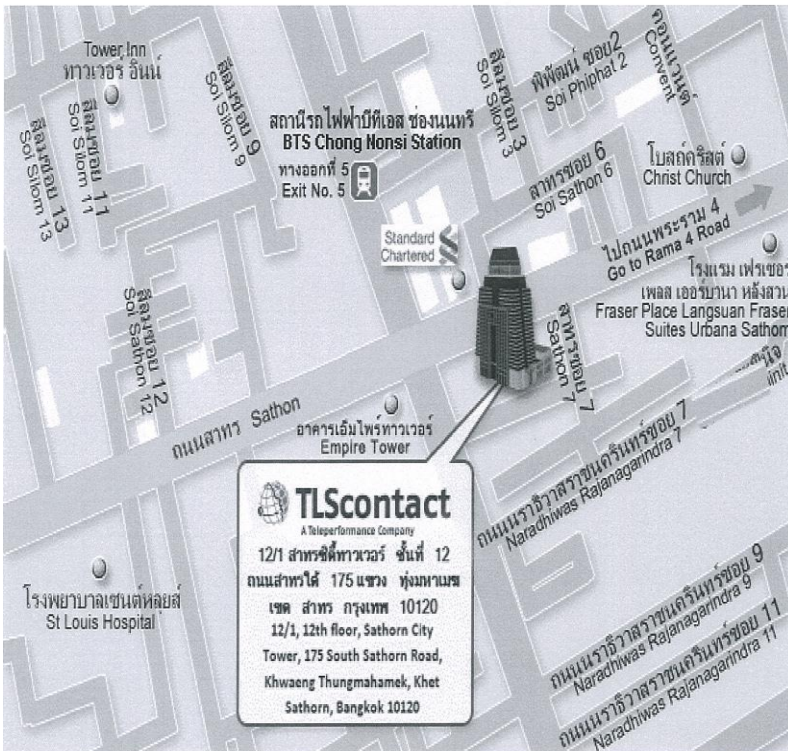 Tower Inn
ทาวเวอร์ อินน์
สีลมซอย 9
Soi Silom 9
สีลมซอย 11
Soi Silom 11
สีลมซอย 13
Soi Silom 13
สถานีรถไฟฟ้าบีทีเอส ช่องนนทรี
BTS Chong Nonsi Station
ทางออกที่ 5
Exit No. 5
สีลมซอย 3
Soi Silom 3
พิพัฒน์ ซอย2
Soi Phiphat 2
คอนแวนต์
Convent
สาทรซอย 6
Soi Sathon 6
โบสถ์คริสต์
Christ Church
ไปถนนพระราม 4
Go to Rama 4 Road
Standard
Chartered
โรงแรม เฟรเซอร์
เพลส เออร์บานา หลังสวน
Fraser Place Langsuan Fraser
Suites Urbana Sathorn
สีลมซอย 12
Soi Sathon 12
สาทรซอย 7
Sathon 7
ถนนสาทร Sathon
อาคารเอ็มไพร์ทาวเวอร์
Empire Tower
ถนนนราธิวาสราชนครินทร์ซอย 7
Naradhiwas Rajanagarindra 7
TLScontact
A Teleperformance Company
12/1 สาทรซิตี้ทาวเวอร์ ชั้นที่ 12
ถนนสาทรใต้ 175 แขวง ทุ่งมหาเมฆ
เขต สาทร กรุงเทพ 10120
12/1, 12th floor, Sathorn City
Tower, 175 South Sathorn Road,
Khwaeng Thungmahamek, Khet
Sathorn, Bangkok 10120
โรงพยาบาลเซนต์หลุยส์
St Louis Hospital
ถนนนราธิวาสราชนครินทร์ซอย 9
Naradhiwas Rajanagarindra 9
ถนนนราธิวาสราชนครินทร์ซอย 11
Naradhiwas Rajanagarindra 11